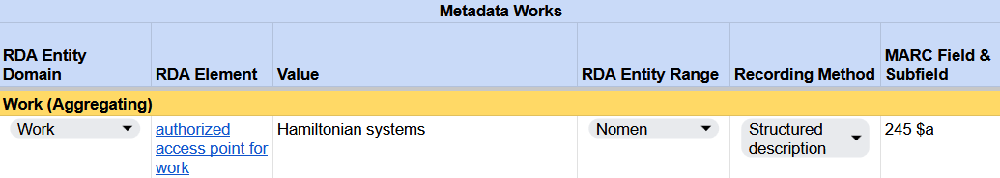 Metadata Works
RDA Entity Domain RDA Element Value RDA Entity Range Recording Method MARC Field & Subfield
Work (Aggregating)
Work authorized access point for work Hamiltonian systems Nomen Structured description 245 $a